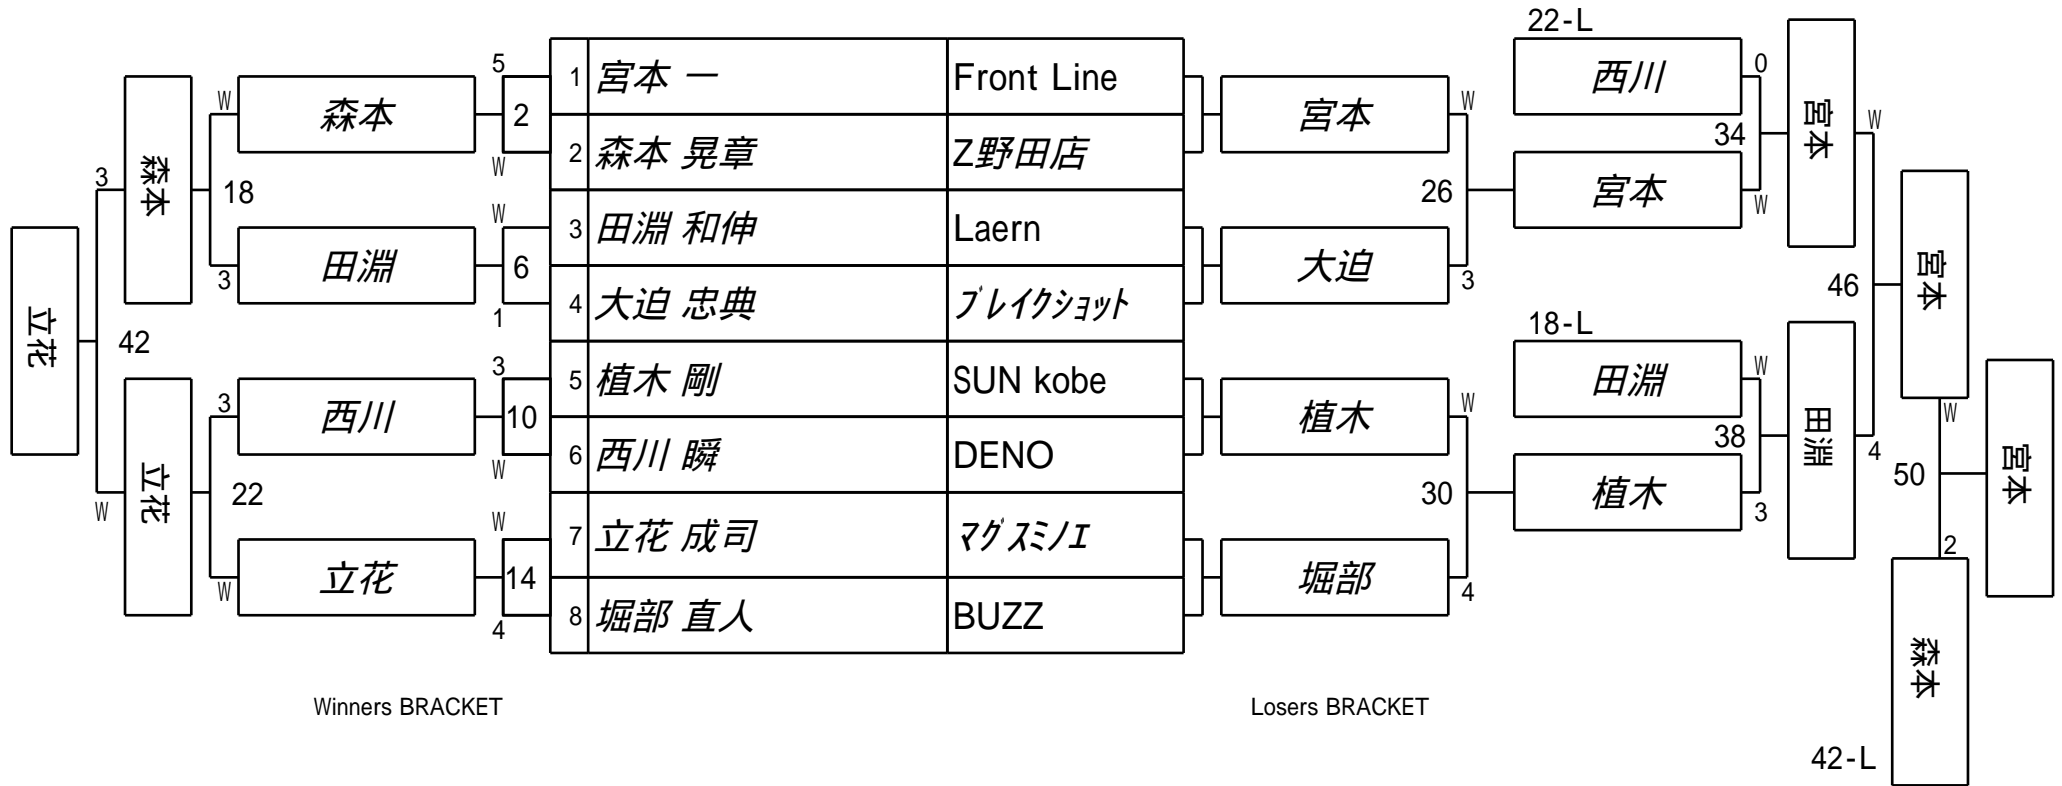 22-L
5
1 宮本 一 Front Line
西川
0
W
森本
2
宮本
W
宮本
W
2 森本 晃章 Z野田店
34
W
3
森本
18
26
宮本
W
宮本
W
3 田淵 和伸 Laern
田淵
6
大迫
3
3
4 大迫 忠典 ブレイクショット
46
1
18-L
立花
42
3
5 植木 剛 SUN kobe
田淵
W
宮本
3
西川
10
植木
W
田淵
W
6 西川 瞬 DENO
38
4
W
W
立花
22
30
植木
3
50
宮本
W
7 立花 成司 マグスミノエ
2
W
立花
14
堀部
4
4
8 堀部 直人 BUZZ
森本
Winners BRACKET
Losers BRACKET
42-L